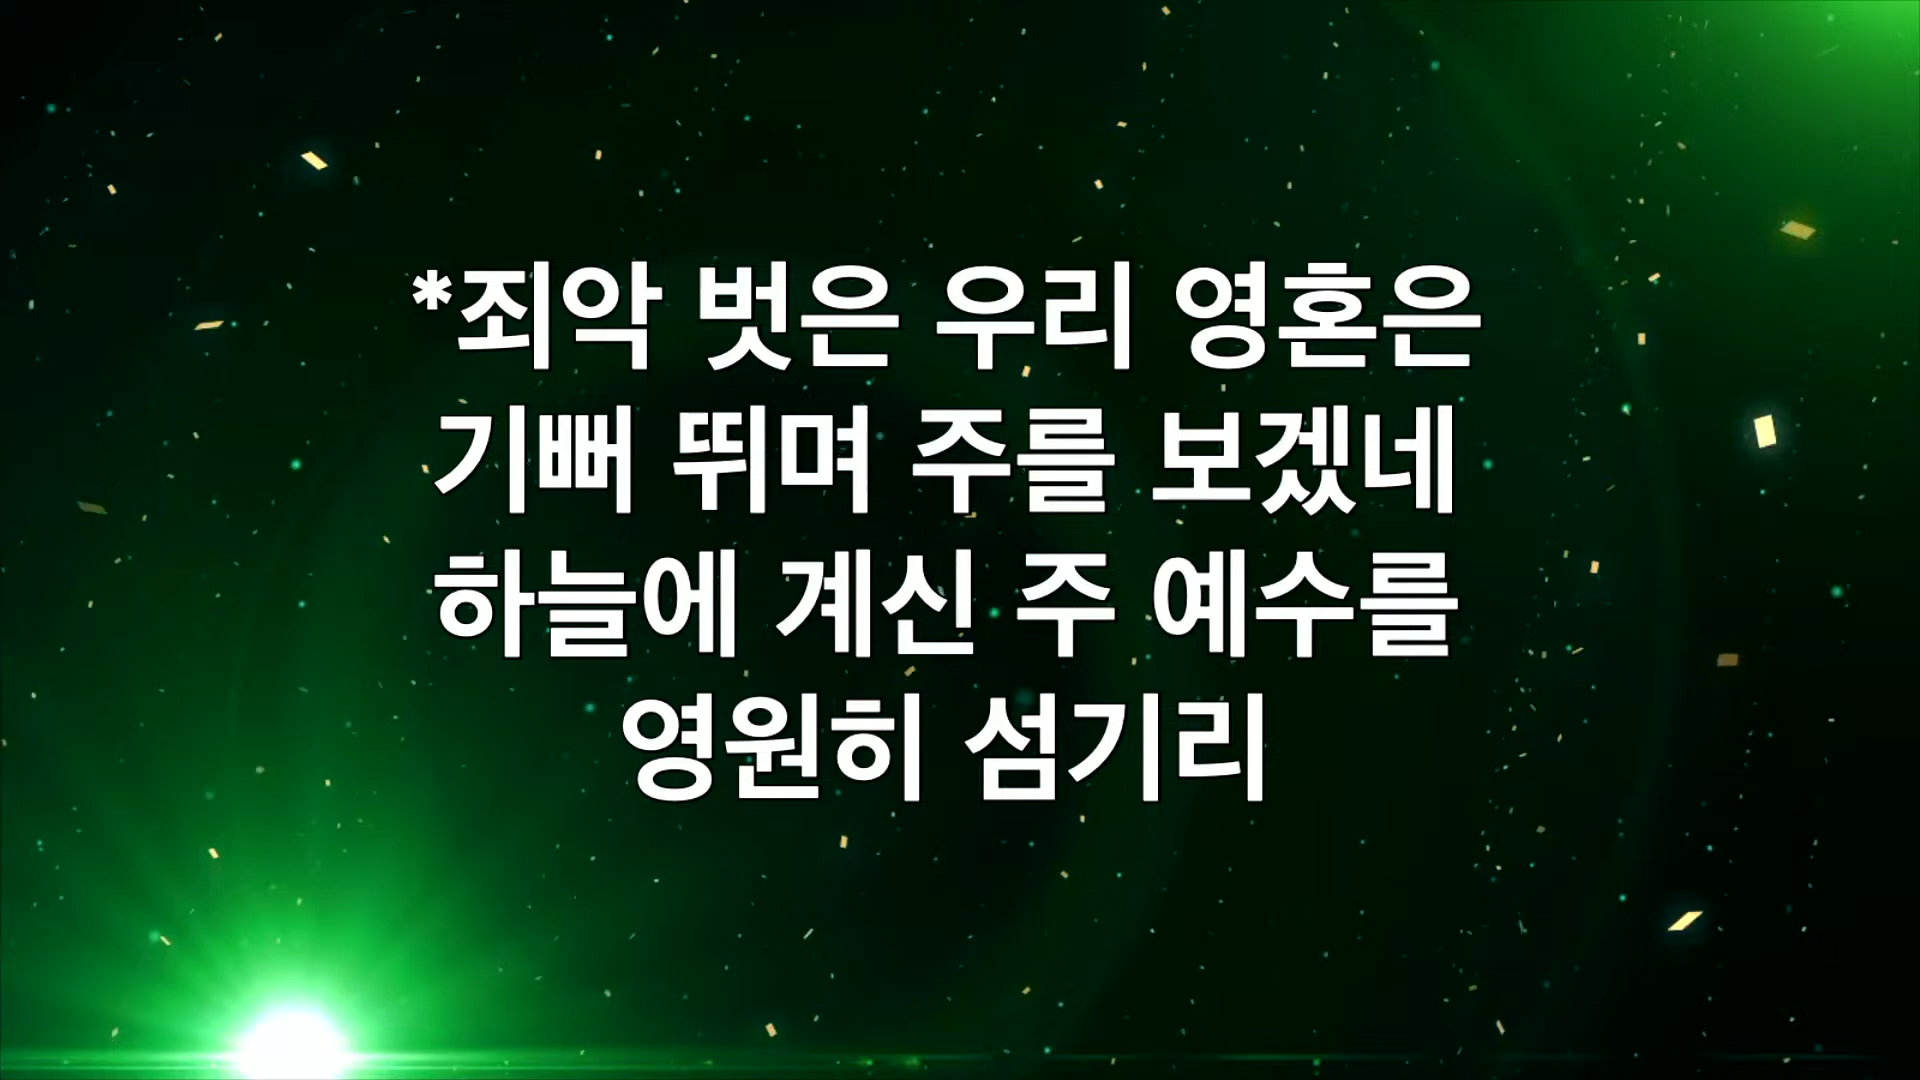 *죄악 벗은 우리 영혼은
기뻐 뛰며 주를 보겠네
하늘에 계신 주 예수를
영원히 섬기리